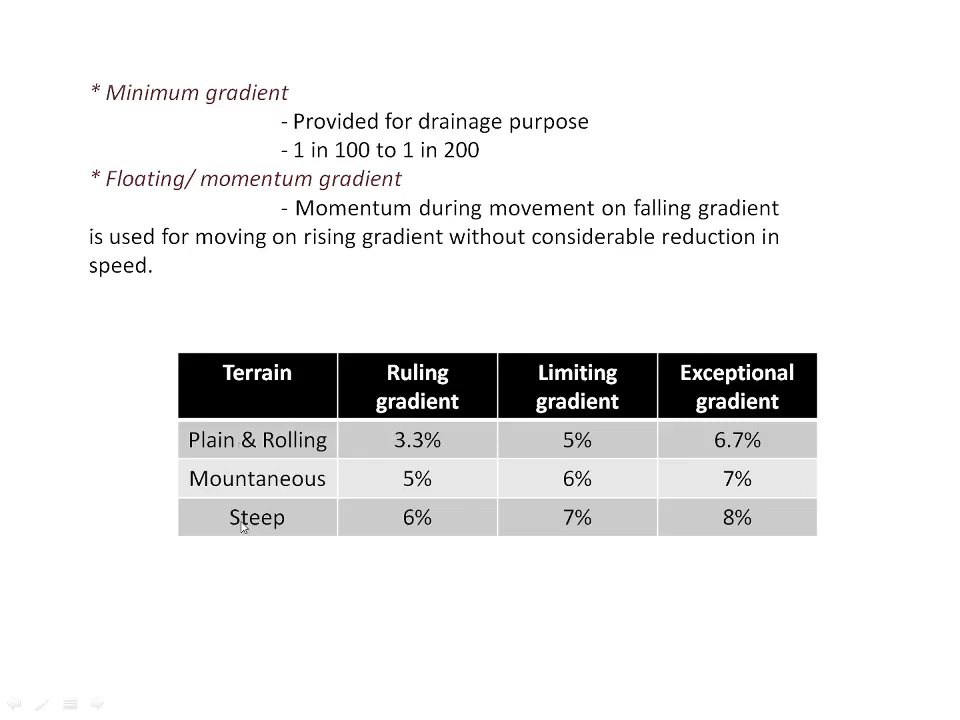 * Minimum gradient
- Provided for drainage purpose
- 1 in 100 to 1 in 200
* Floating/ momentum gradient
- Momentum during movement on falling gradient
is used for moving on rising gradient without considerable reduction in
speed.
Terrain Ruling gradient Limiting gradient Exceptional gradient
Plain & Rolling 3.3% 5% 6.7%
Mountaneous 5% 6% 7%
Steep 6% 7% 8%